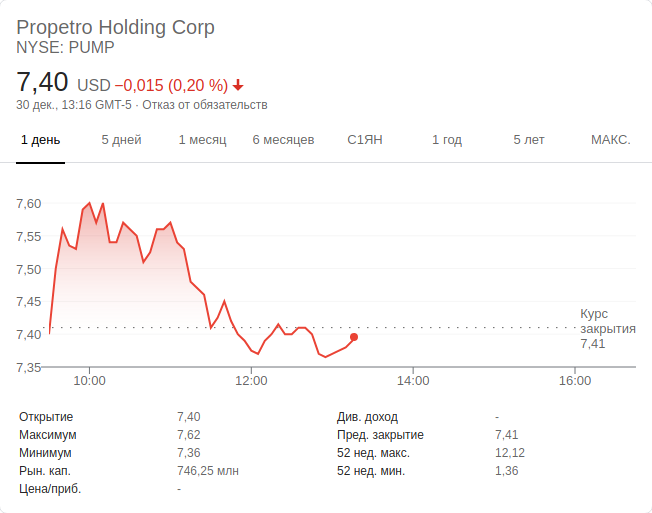 Propetro Holding Corp
NYSE: PUMP
7,40 USD −0,015 (0,20 %)
30 дек., 13:16 GMT-5 · Отказ от обязательств
1 день 5 дней 1 месяц 6 месяцев С1ЯН 1 год 5 лет МАКС.
7,60
7,55
7,50
7,45
7,40
7,35
Курс
закрытия
7,41
10:00 12:00 14:00 16:00
Открытие 7,40 Див. доход -
Максимум 7,62 Пред. закрытие 7,41
Минимум 7,36 52 нед. макс. 12,12
Рын. кап. 746,25 млн 52 нед. мин. 1,36
Цена/приб. -